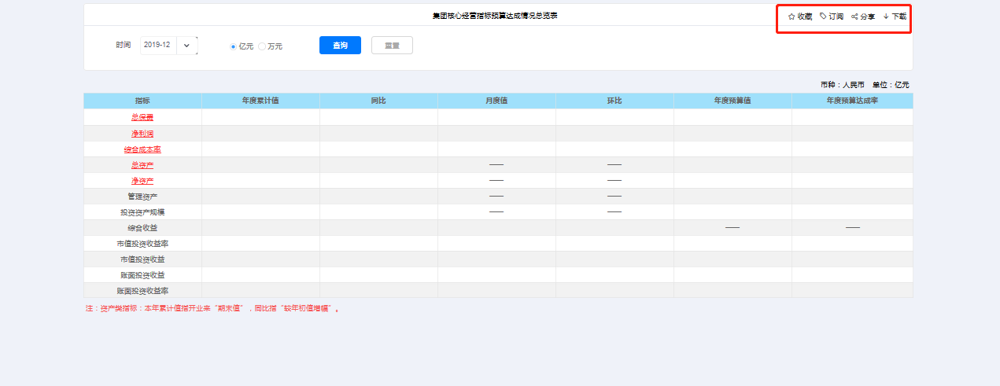 集团核心经营指标预算达成情况总览表 收藏 订阅 分享 下载
时间 2019-12 亿元 万元 查询 重置
币种：人民币 单位：亿元
指标 年度累计值 同比 月度值 环比 年度预算值 年度预算达成率
总保费
净利润
综合成本率
总资产 —— ——
净资产 —— ——
管理资产 —— ——
投资资产规模 —— ——
综合收益 —— ——
市值投资收益率
市值投资收益
账面投资收益
账面投资收益率
注：资产类指标：本年累计值指开业来“期末值”，同比指“较年初值增幅”。